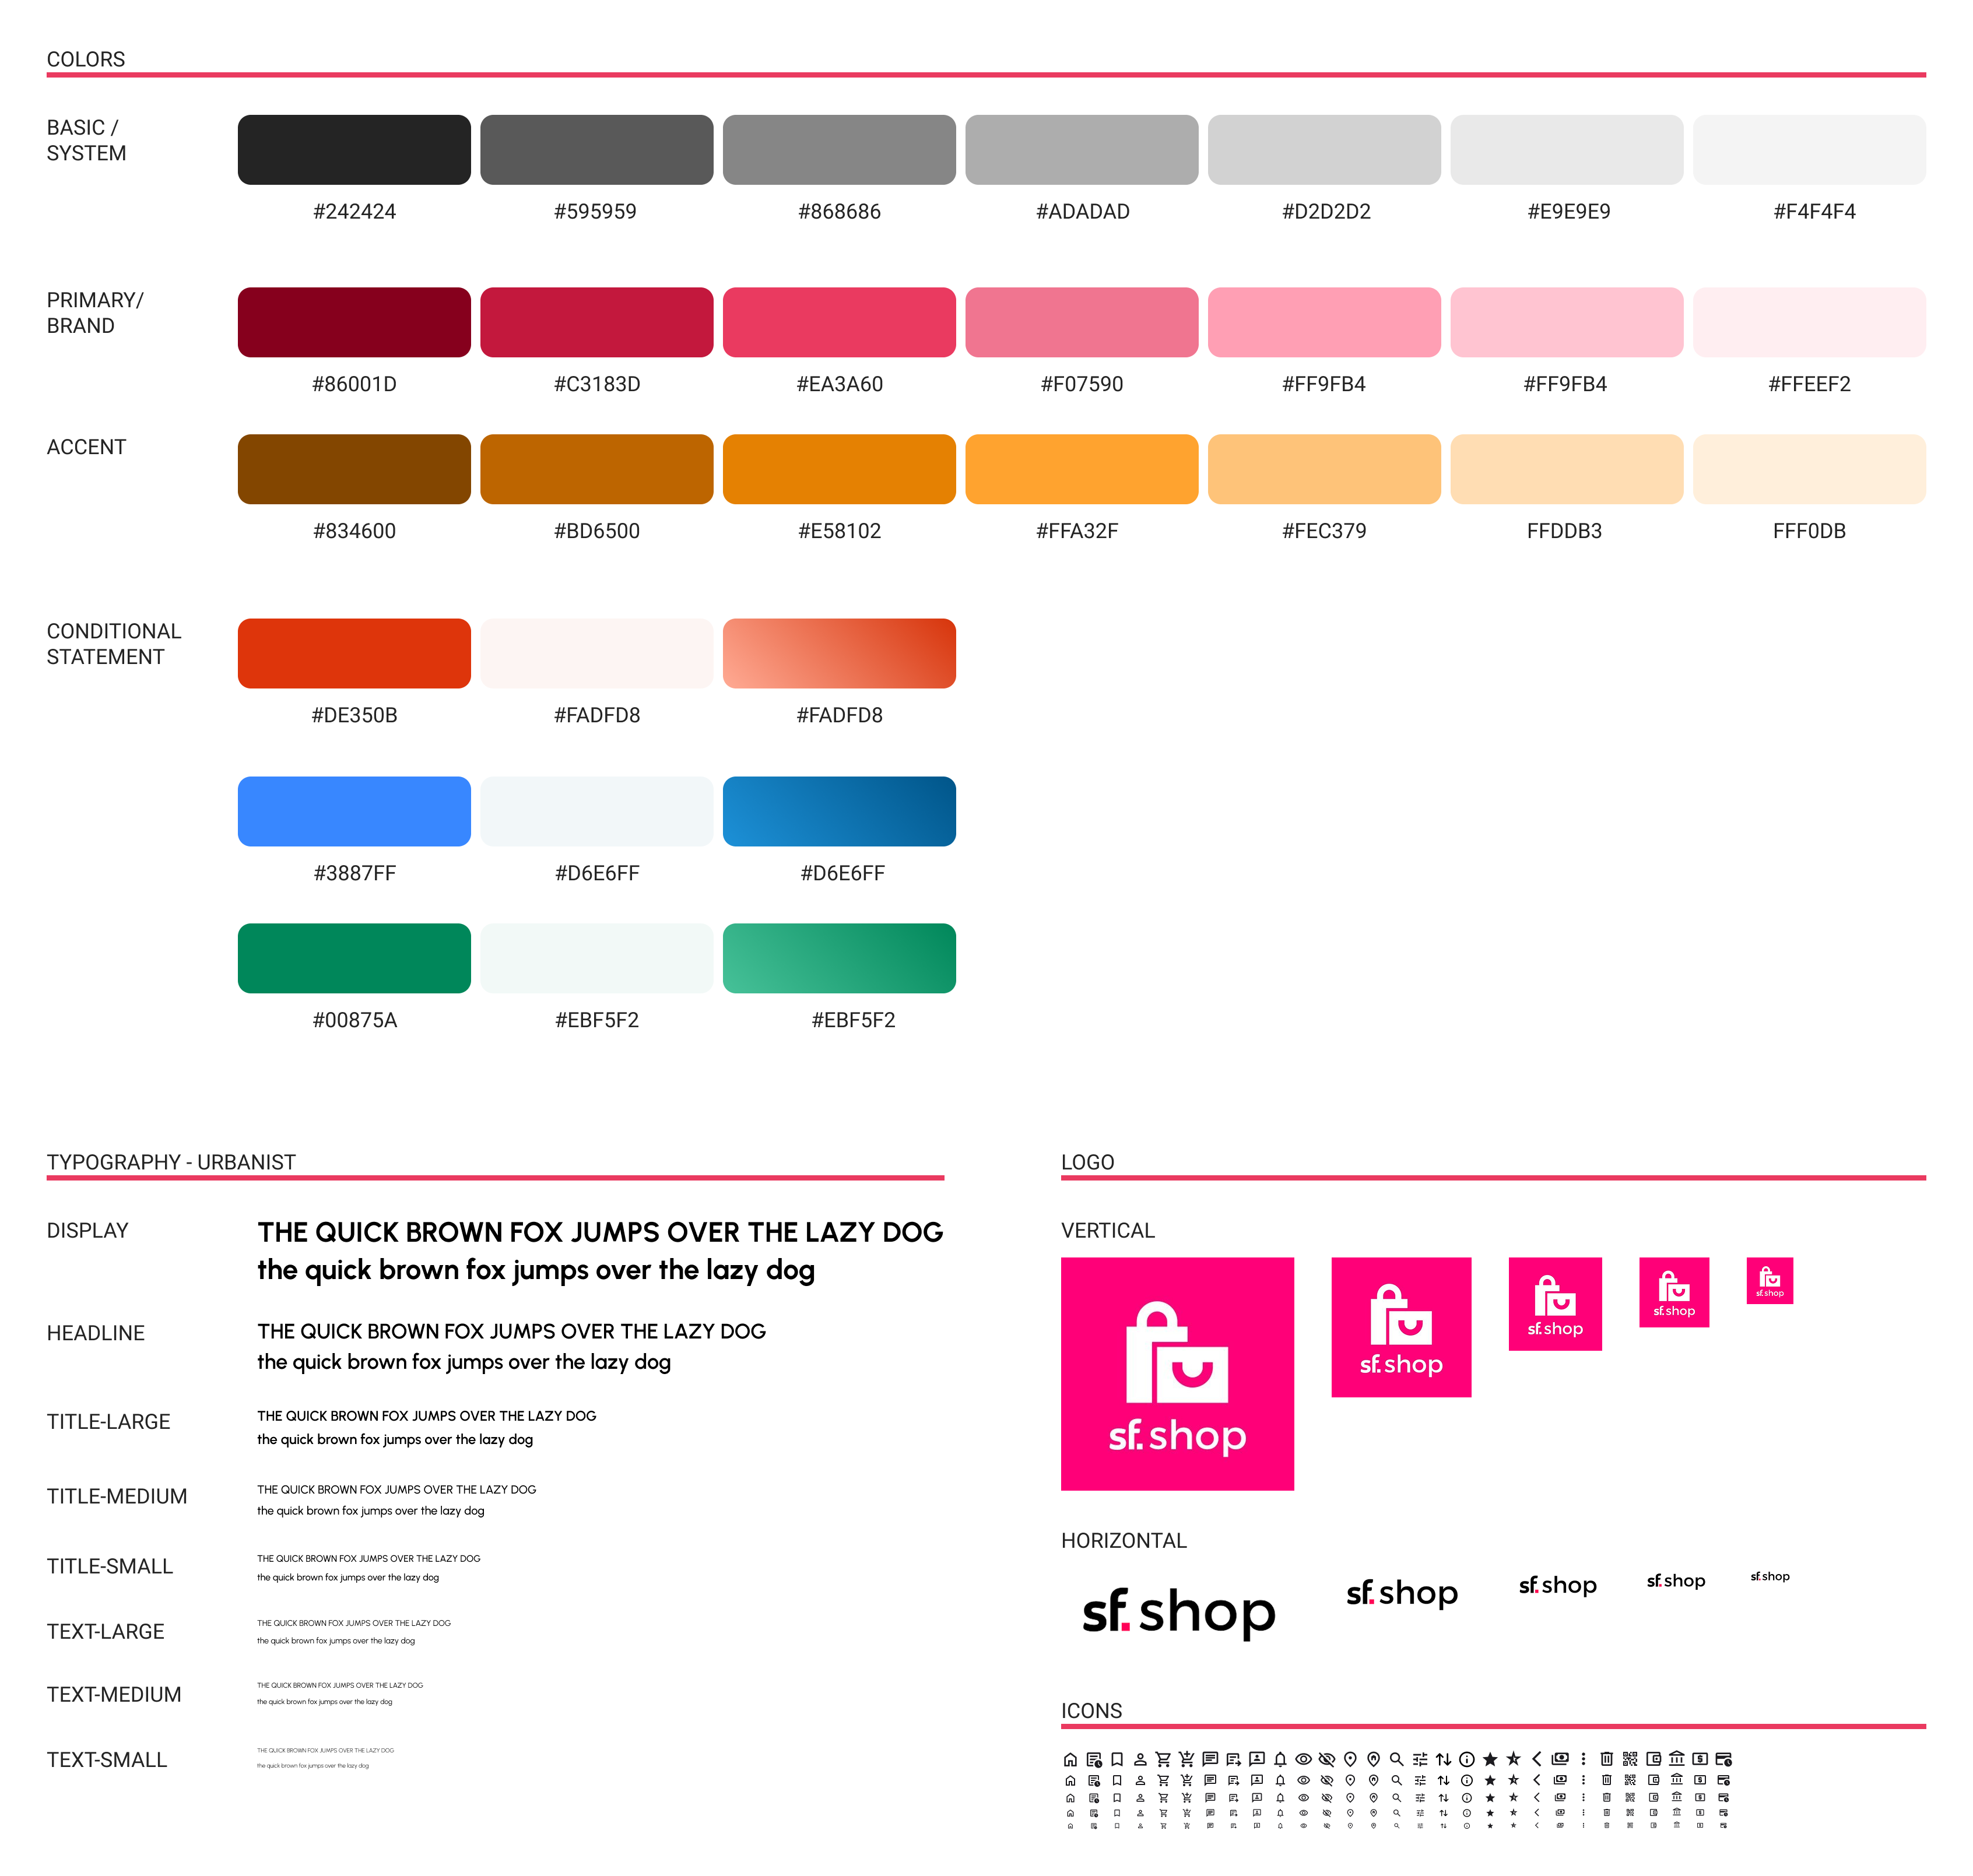 COLORS
BASIC /
SYSTEM
#242424
#595959
#868686
#ADADAD
#D2D2D2
#E9E9E9
#F4F4F4
PRIMARY/
BRAND
#86001D
#C3183D
#EA3A60
#F07590
#FF9FB4
#FF9FB4
#FFEEF2
ACCENT
#834600
#BD6500
#E58102
#FFA32F
#FEC379
FFDDB3
FFF0DB
CONDITIONAL
STATEMENT
#DE350B
#FADFD8
#FADFD8
#3887FF
#D6E6FF
#D6E6FF
#00875A
#EBF5F2
#EBF5F2
TYPOGRAPHY - URBANIST
DISPLAY
THE QUICK BROWN FOX JUMPS OVER THE LAZY DOG
the quick brown fox jumps over the lazy dog
HEADLINE
THE QUICK BROWN FOX JUMPS OVER THE LAZY DOG
the quick brown fox jumps over the lazy dog
TITLE-LARGE
THE QUICK BROWN FOX JUMPS OVER THE LAZY DOG
the quick brown fox jumps over the lazy dog
TITLE-MEDIUM
THE QUICK BROWN FOX JUMPS OVER THE LAZY DOG
the quick brown fox jumps over the lazy dog
TITLE-SMALL
THE QUICK BROWN FOX JUMPS OVER THE LAZY DOG
the quick brown fox jumps over the lazy dog
TEXT-LARGE
THE QUICK BROWN FOX JUMPS OVER THE LAZY DOG
the quick brown fox jumps over the lazy dog
TEXT-MEDIUM
THE QUICK BROWN FOX JUMPS OVER THE LAZY DOG
the quick brown fox jumps over the lazy dog
TEXT-SMALL
THE QUICK BROWN FOX JUMPS OVER THE LAZY DOG
the quick brown fox jumps over the lazy dog
LOGO
VERTICAL
sf.shop
sf.shop
sf.shop
sf.shop
sf.shop
HORIZONTAL
sf.shop
sf.shop
sf.shop
sf.shop
sf.shop
ICONS